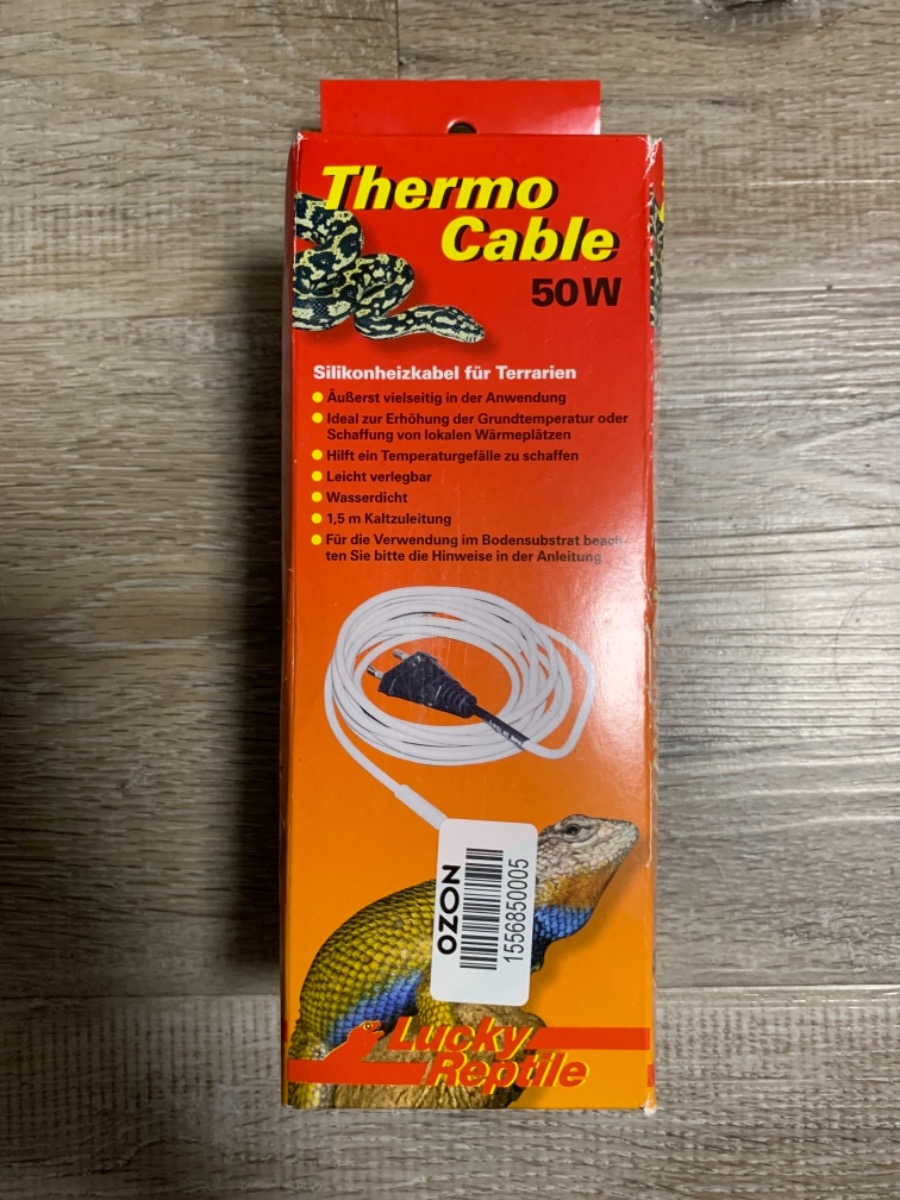 Thermo
Cable
50W
Silikonheizkabel für Terrarien
Äußerst vielseitig in der Anwendung
Ideal zur Erhöhung der Grundtemperatur oder
Schaffung von lokalen Wärmeplätzen
Hilft ein Temperaturgefälle zu schaffen
Leicht verlegbar
Wasserdicht
1,5 m Kaltzuleitung
Für die Verwendung im Bodensubstrat beach-
ten Sie bitte die Hinweise in der Anleitung
OZON
1556850005
Lucky
Reptile